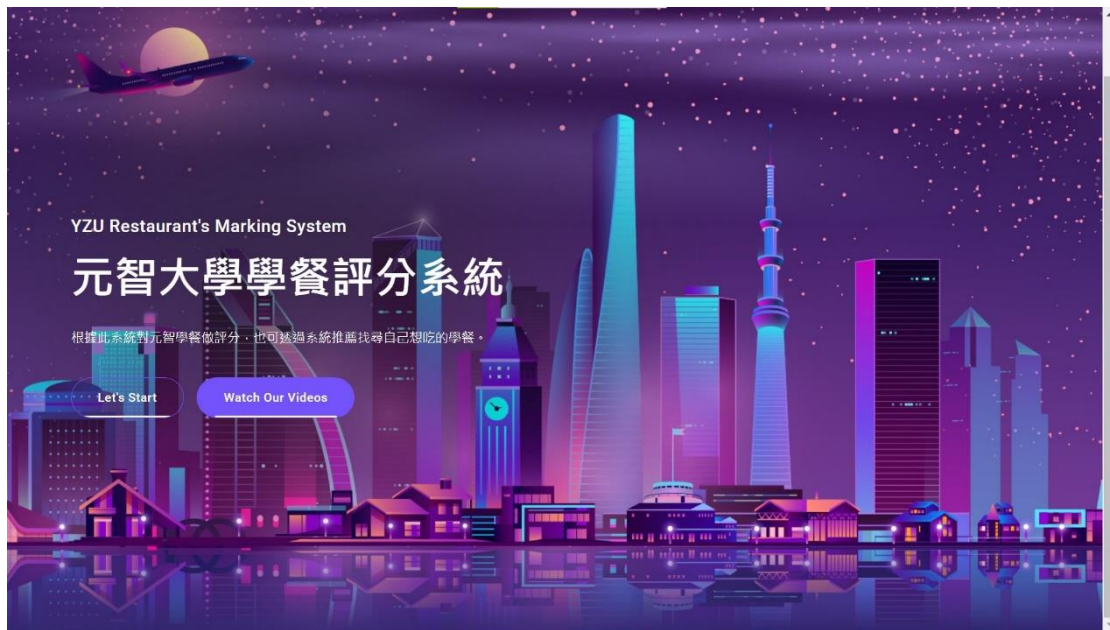 YZU Restaurant's Marking System
元智大學學餐評分系統
根據此系統對元智學餐做評分，也可透過系統推薦找尋自己想吃的學餐。
Let's Start
Watch Our Videos